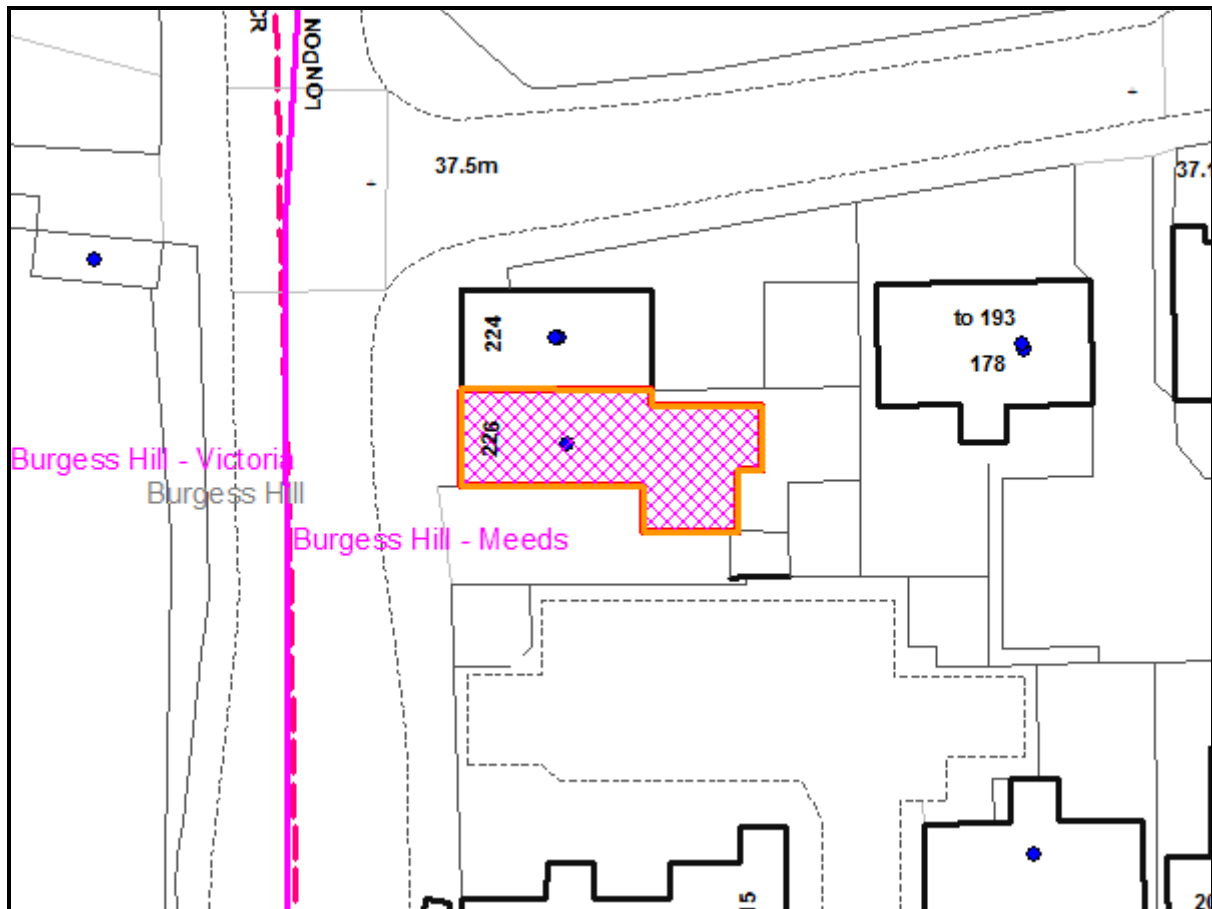 CR
LONDON
37.5m
37.1
224
to 193
178
226
Burgess Hill - Victoria
Burgess Hill
Burgess Hill - Meeds
15
20